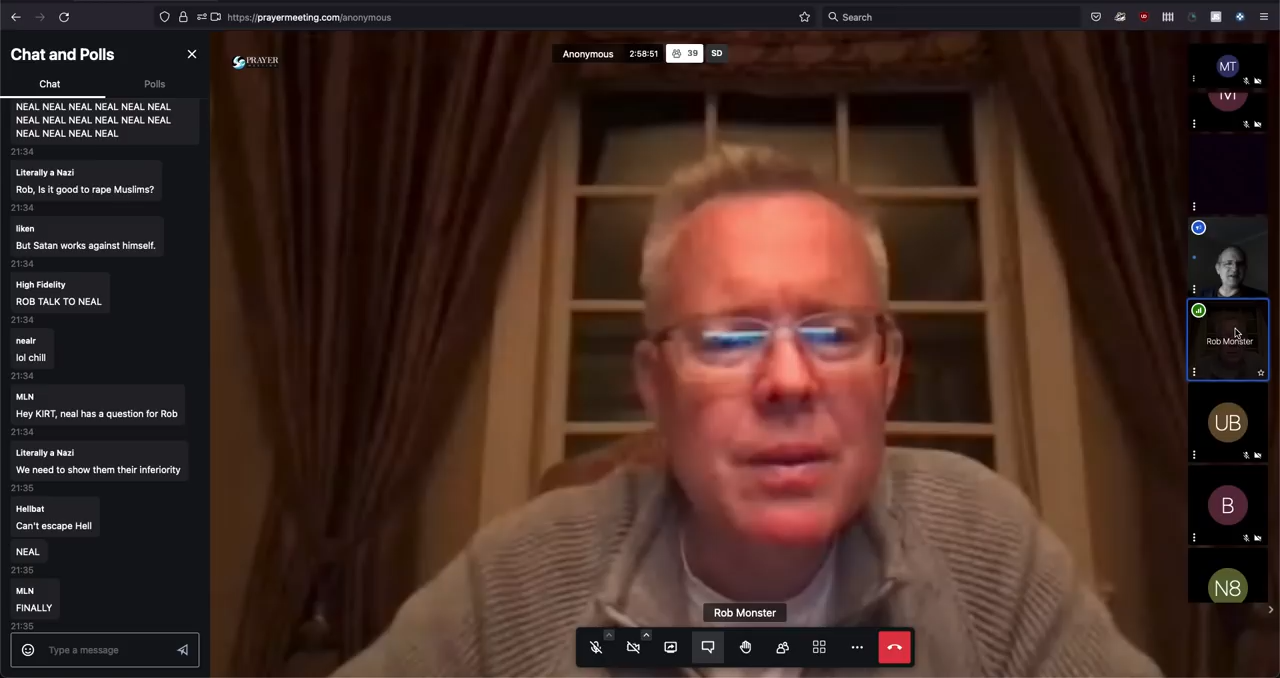 https://prayermeeting.com/anonymous
Search
Chat and Polls
Chat
Polls
NEAL NEAL NEAL NEAL NEAL NEAL
NEAL NEAL NEAL NEAL NEAL NEAL
NEAL NEAL NEAL NEAL
21:34
Literally a Nazi
Rob, Is it good to rape Muslims?
21:34
liken
But Satan works against himself.
21:34
High Fidelity
ROB TALK TO NEAL
21:34
nealr
lol chill
21:34
MLN
Hey KIRT, neal has a question for Rob
21:34
Literally a Nazi
We need to show them their inferiority
21:35
Hellbat
Can't escape Hell
NEAL
21:35
MLN
FINALLY
21:35
Type a message
PRAYER
MEETING
Anonymous
2:58:51
39
SD
Rob Monster
MT
Rob Monster
UB
B
N8